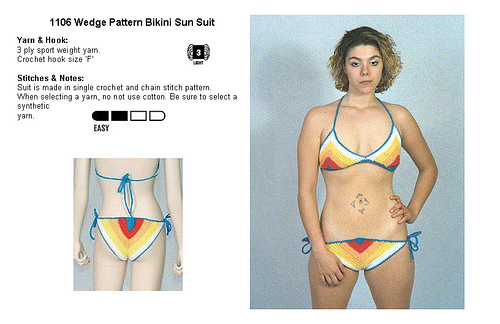 1106 Wedge Pattern Bikini Sun Suit
Yarn & Hook:
3 ply sport weight yarn.
Crochet hook size 'F'
3
LIGHT
Stitches & Notes:
Suit is made in single crochet and chain stitch pattern.
When selecting a yarn, no not use cotton. Be sure to select a
synthetic
yarn.
EASY